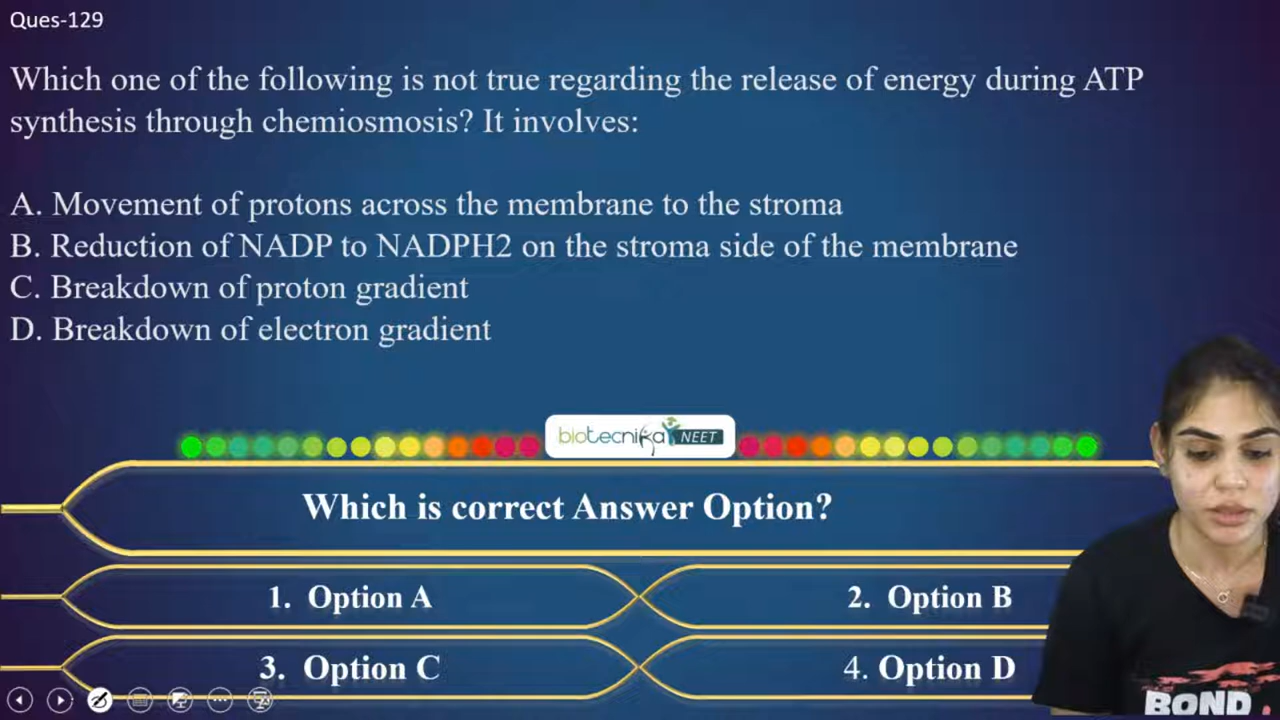 Ques-129
Which one of the following is not true regarding the release of energy during ATP
synthesis through chemiosmosis? It involves:
A. Movement of protons across the membrane to the stroma
B. Reduction of NADP to NADPH2 on the stroma side of the membrane
C. Breakdown of proton gradient
D. Breakdown of electron gradient
biotecnika NEET
Which is correct Answer Option?
1. Option A
2. Option B
3. Option C
4. Option D
BOND